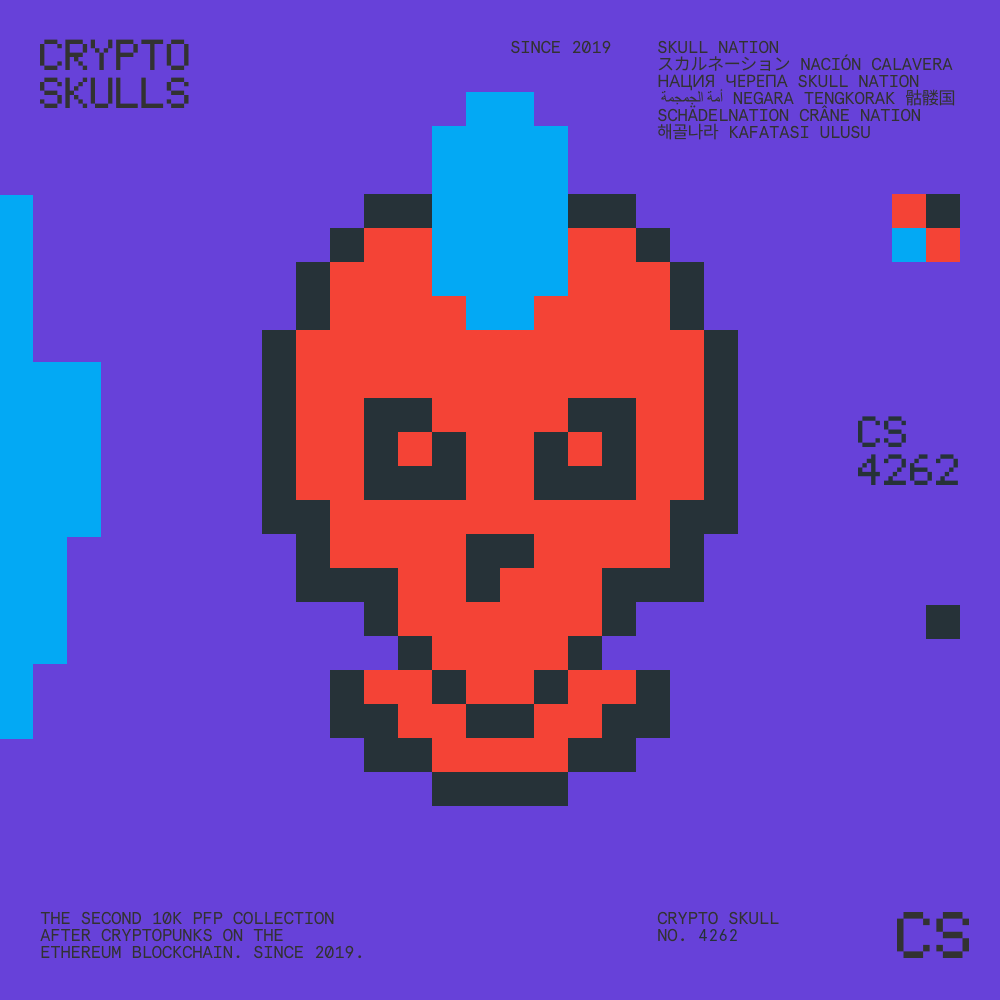 CRYPTO
SKULLS
SINCE 2019
SKULL NATION
スカルネーション NACIÓN CALAVERA
НАЦИЯ ЧЕРЕПА SKULL NATION
أمة الجمجمة NEGARA TENGKORAK 骷髅国
SCHÄDELNATION CRÂNE NATION
해골나라 KAFATASI ULUSU
CS
4262
THE SECOND 10K PFP COLLECTION
AFTER CRYPTOPUNKS ON THE
ETHEREUM BLOCKCHAIN. SINCE 2019.
CRYPTO SKULL
NO. 4262
CS